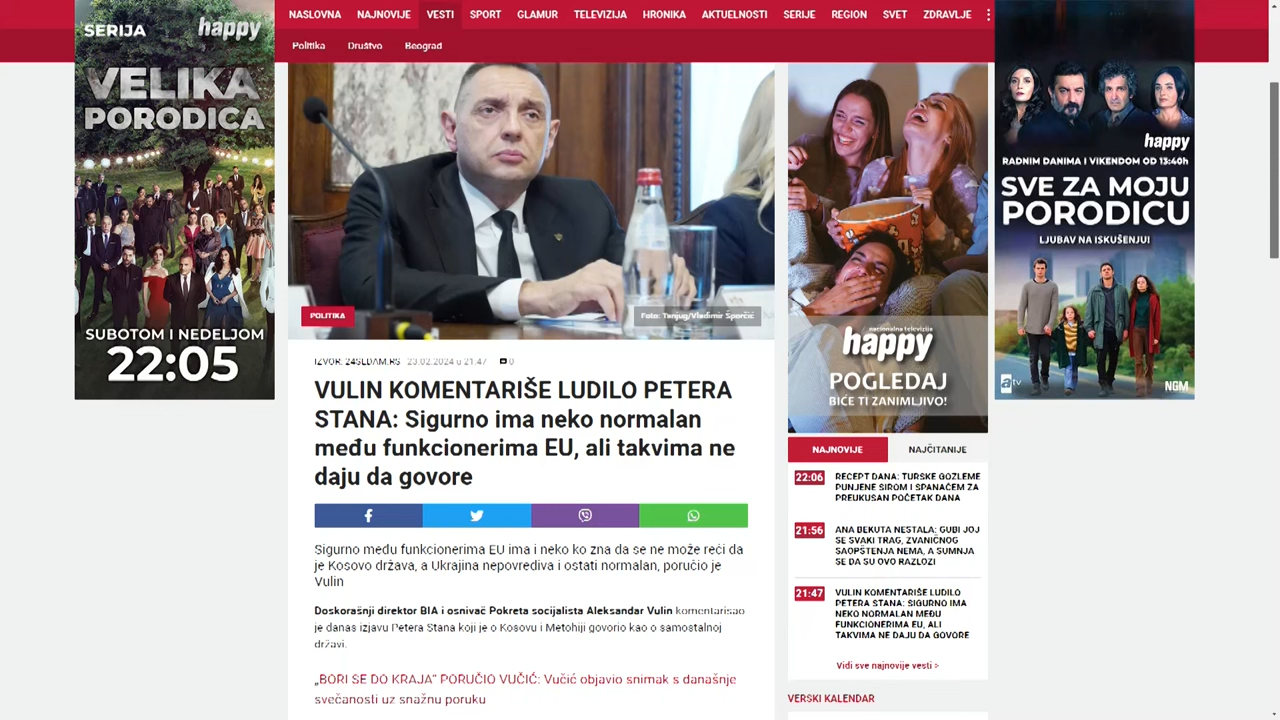 NASLOVNA NAJNOVIJE VESTI SPORT GLAMUR TELEVIZIJA HRONIKA AKTUELNOSTI SERIJE REGION SVET ZDRAVLJE
Politika Društvo Beograd
SERIJA happy
VELIKA
PORODICA
SUBOTOM I NEDELJOM
22:05
POLITIKA
Foto: Tanjug/Vladimir Sporčić
IZVOR: 24SEDAM.RS 23.02.2024 u 21:47 0
VULIN KOMENTARIŠE LUDILO PETERA
STANA: Sigurno ima neko normalan
među funkcionerima EU, ali takvima ne
daju da govore
Sigurno među funkcionerima EU ima i neko ko zna da se ne može reći da
je Kosovo država, a Ukrajina nepovrediva i ostati normalan, poručio je
Vulin
Doskorašnji direktor BIA i osnivač Pokreta socijalista Aleksandar Vulin komentarisao
je danas izjavu Petera Stana koji je o Kosovu i Metohiji govorio kao o samostalnoj
državi.
„BORI SE DO KRAJA“ PORUČIO VUČIĆ: Vučić objavio snimak s današnje
svečanosti uz snažnu poruku
nacionalna televizija
happy
POGLEDAJ
BIĆE TI ZANIMLJIVO!
NAJNOVIJE NAJČITANIJE
22:06 RECEPT DANA: TURSKE GOZLEME
PUNJENE SIROM I SPANAĆEM ZA
PREUKUSAN POČETAK DANA
21:56 ANA BEKUTA NESTALA: GUBI JOJ
SE SVAKI TRAG, ZVANIČNOG
SAOPŠTENJA NEMA, A SUMNJA
SE DA SU OVO RAZLOZI
21:47 VULIN KOMENTARIŠE LUDILO
PETERA STANA: SIGURNO IMA
NEKO NORMALAN MEĐU
FUNKCIONERIMA EU, ALI
TAKVIMA NE DAJU DA GOVORE
Vidi sve najnovije vesti >
VERSKI KALENDAR
happy
RADNIM DANIMA I VIKENDOM OD 13:40h
SVE ZA MOJU
PORODICU
LJUBAV NA ISKUŠENJU!
a tv NGM